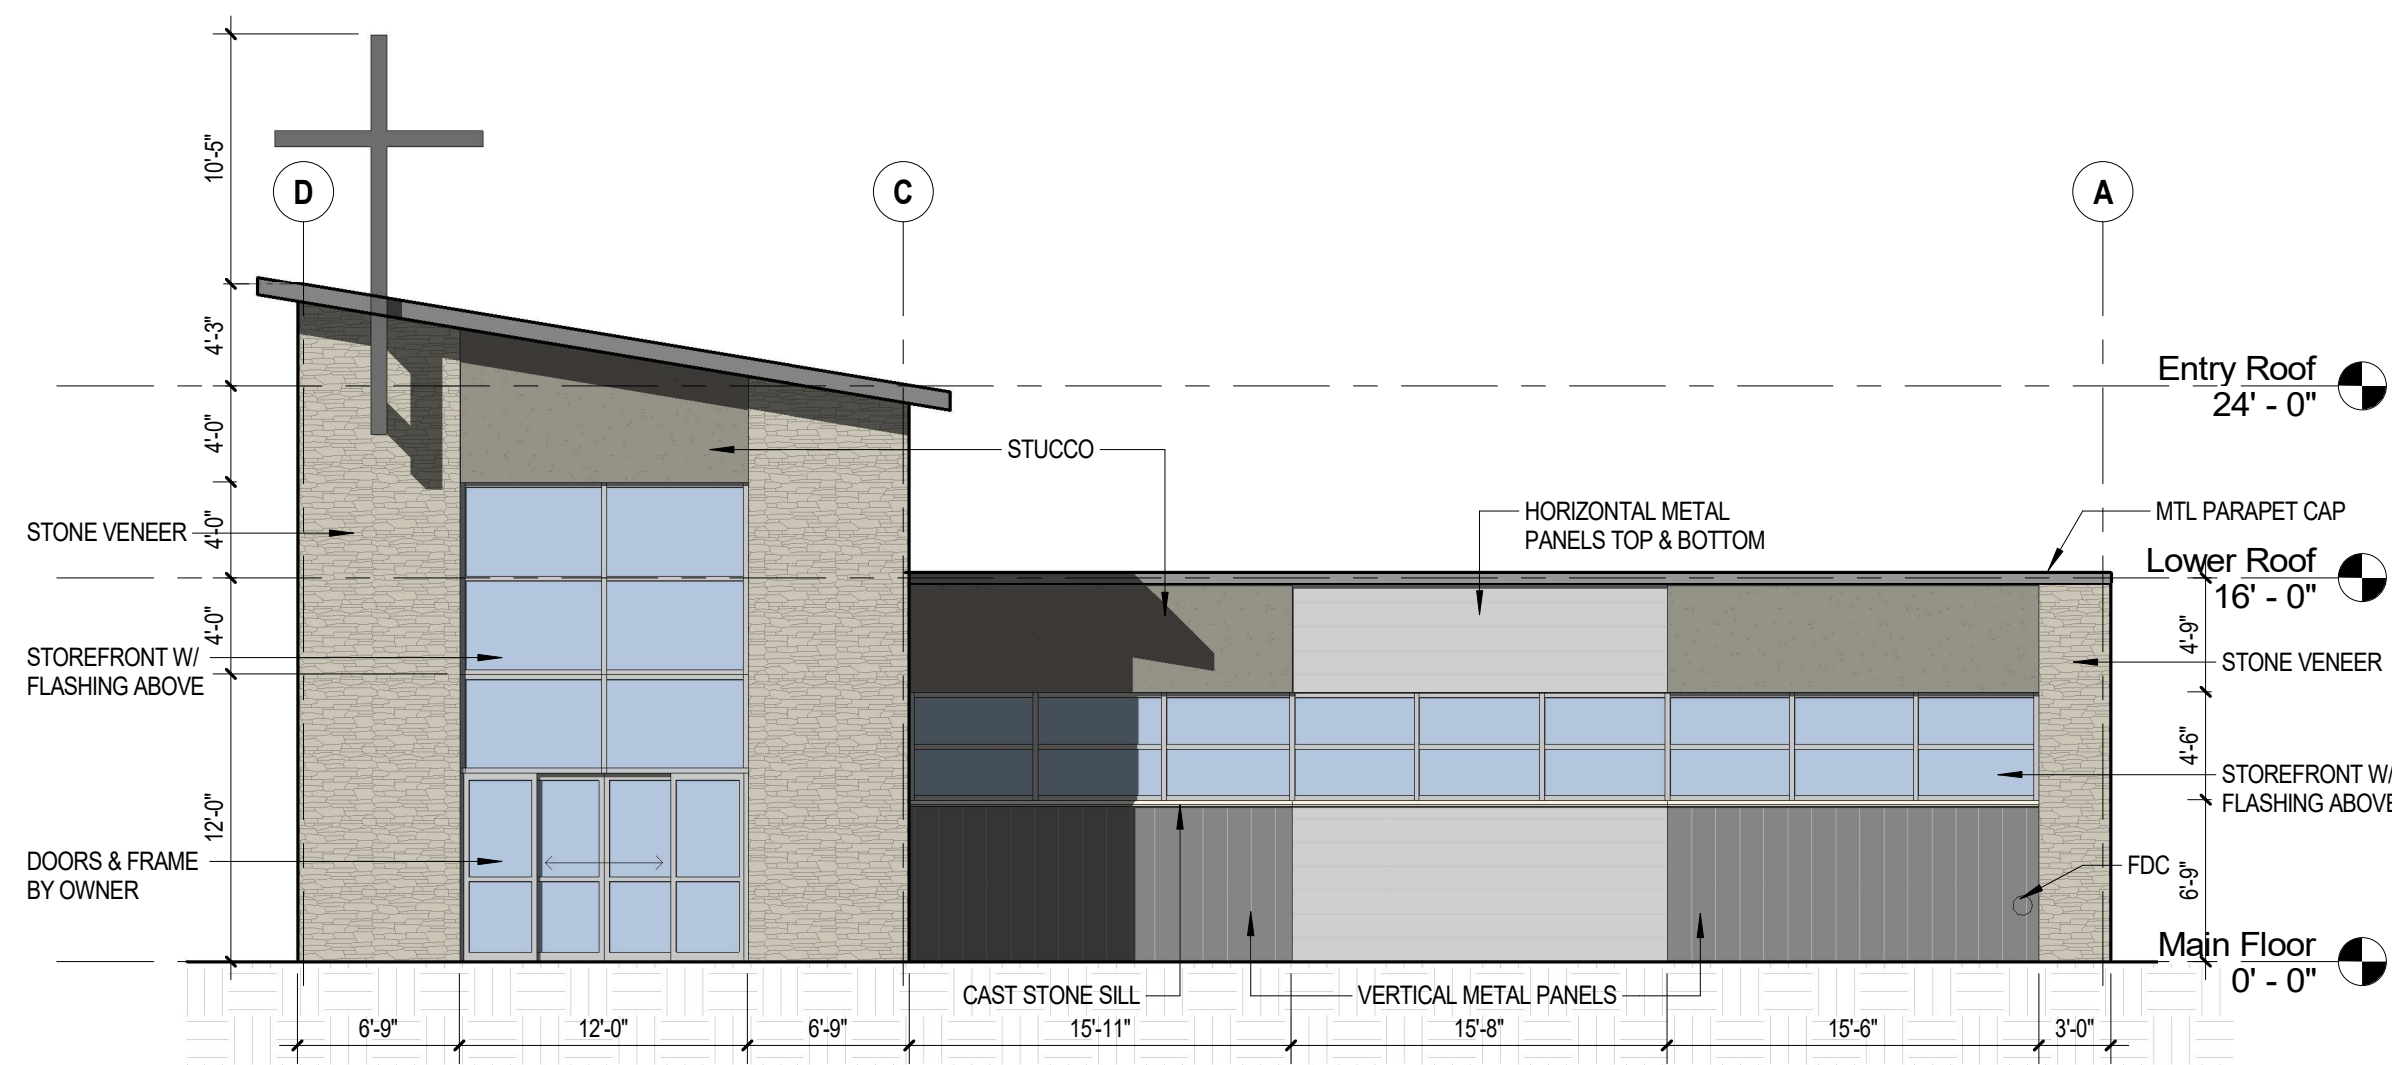 10'-5"
D
C
A
4'-3"
Entry Roof
24' - 0"
4'-0"
STUCCO
HORIZONTAL METAL
PANELS TOP & BOTTOM
MTL PARAPET CAP
STONE VENEER
4'-0"
Lower Roof
16' - 0"
4'-0"
4'-9"
STOREFRONT W/
FLASHING ABOVE
STONE VENEER
4'-6"
STOREFRONT W/
FLASHING ABOVE
12'-0"
DOORS & FRAME
BY OWNER
FDC
6'-9"
Main Floor
0' - 0"
CAST STONE SILL
VERTICAL METAL PANELS
6'-9"
12'-0"
6'-9"
15'-11"
15'-8"
15'-6"
3'-0"